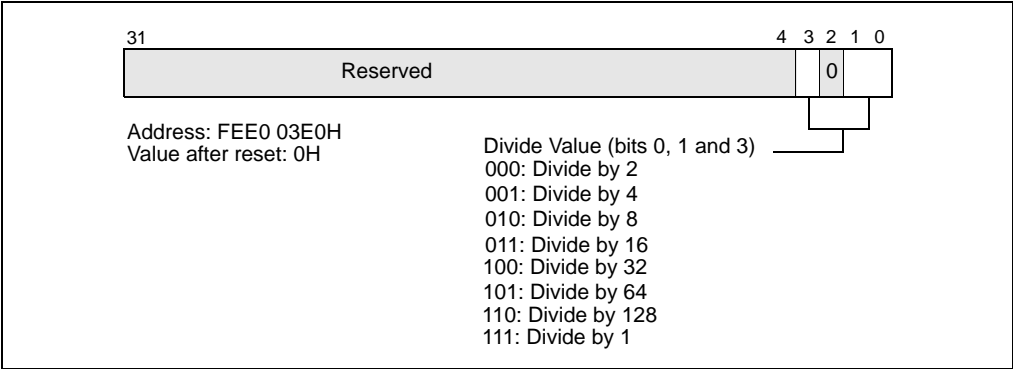 31 4 3 2 1 0
Reserved 0
Address: FEE0 03E0H
Value after reset: 0H
Divide Value (bits 0, 1 and 3)
000: Divide by 2
001: Divide by 4
010: Divide by 8
011: Divide by 16
100: Divide by 32
101: Divide by 64
110: Divide by 128
111: Divide by 1